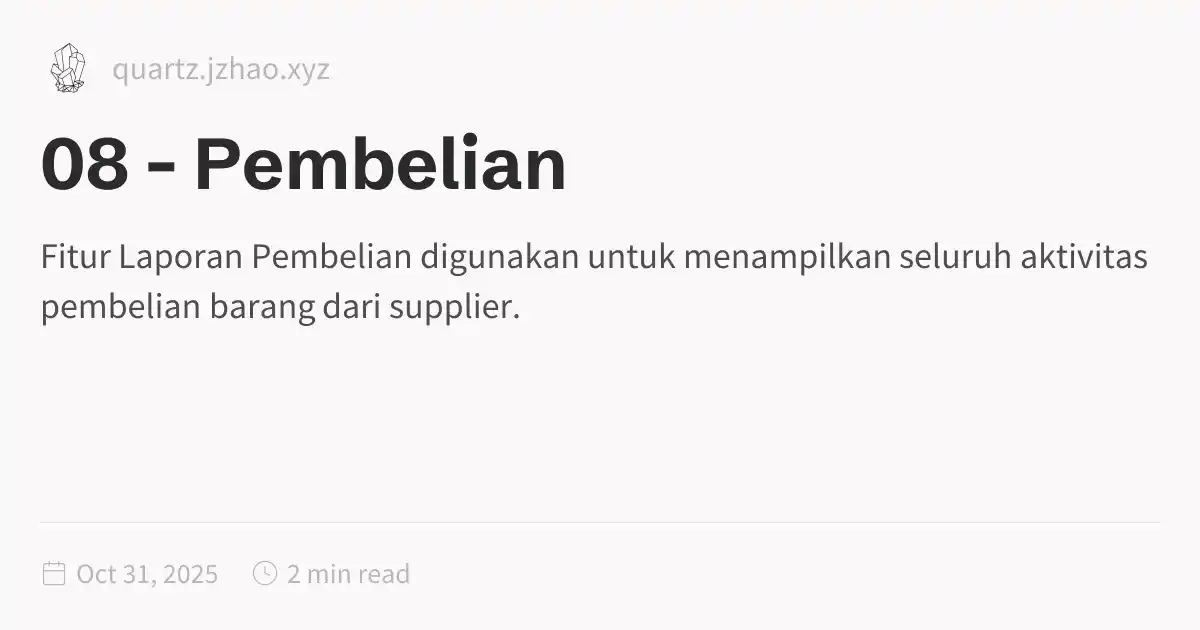 quartz.jzhao.xyz
08 - Pembelian
Fitur Laporan Pembelian digunakan untuk menampilkan seluruh aktivitas
pembelian barang dari supplier.
Oct 31, 2025 2 min read